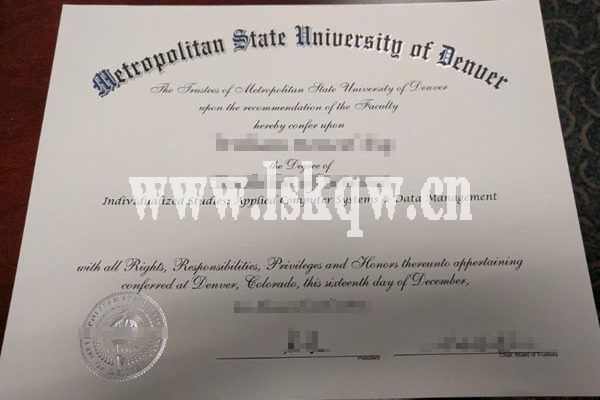 Metropolitan State University of Denver
The Trustees of Metropolitan State University of Denver
upon the recommendation of the Faculty
hereby confer upon
the Degree of
www.lskqw.cn
Individualized Studies: Applied Computer Systems & Data Management
with all Rights, Responsibilities, Privileges and Honors thereunto appertaining
conferred at Denver, Colorado, this sixteenth day of December,
President
Chair, Board of Trustees